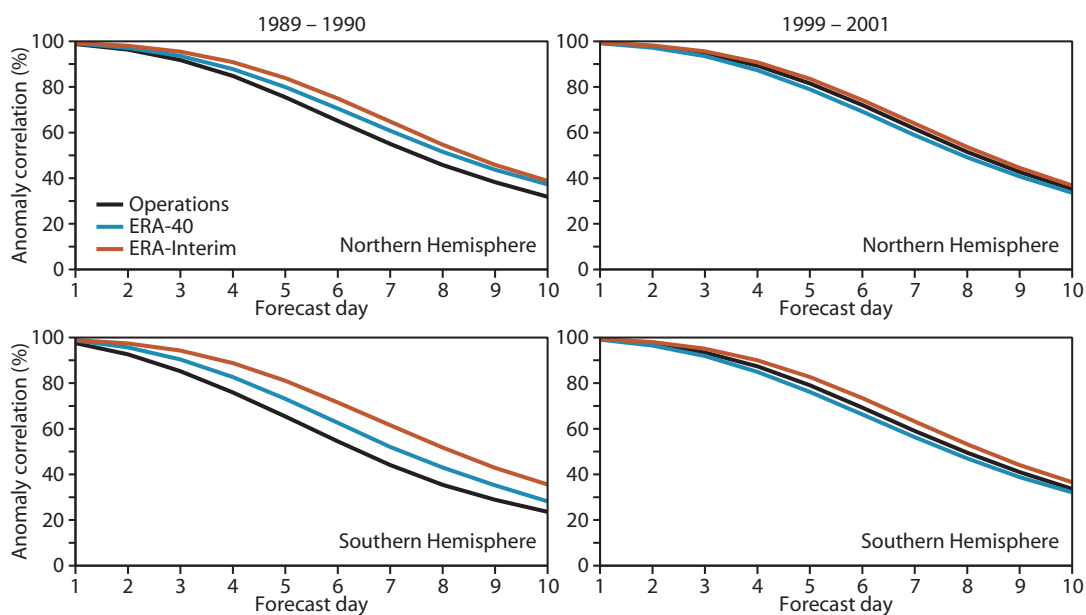 1989 – 1990
1999 – 2001
Anomaly correlation (%)
100
80
60
40
20
0
Operations
ERA-40
ERA-Interim
Northern Hemisphere
1 2 3 4 5 6 7 8 9 10
Forecast day
100
80
60
40
20
0
Anomaly correlation (%)
Northern Hemisphere
1 2 3 4 5 6 7 8 9 10
Forecast day
Anomaly correlation (%)
100
80
60
40
20
0
Southern Hemisphere
1 2 3 4 5 6 7 8 9 10
Forecast day
Anomaly correlation (%)
100
80
60
40
20
0
Southern Hemisphere
1 2 3 4 5 6 7 8 9 10
Forecast day